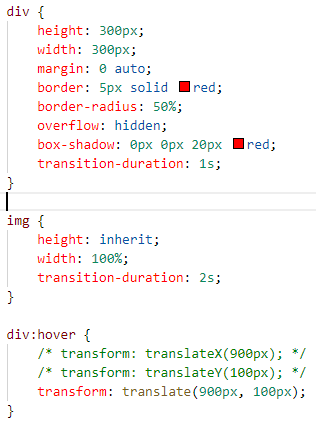 div {
    height: 300px;
    width: 300px;
    margin: 0 auto;
    border: 5px solid red;
    border-radius: 50%;
    overflow: hidden;
    box-shadow: 0px 0px 20px red;
    transition-duration: 1s;
}
img {
    height: inherit;
    width: 100%;
    transition-duration: 2s;
}
div:hover {
    /* transform: translateX(900px); */
    /* transform: translateY(100px); */
    transform: translate(900px, 100px);
}